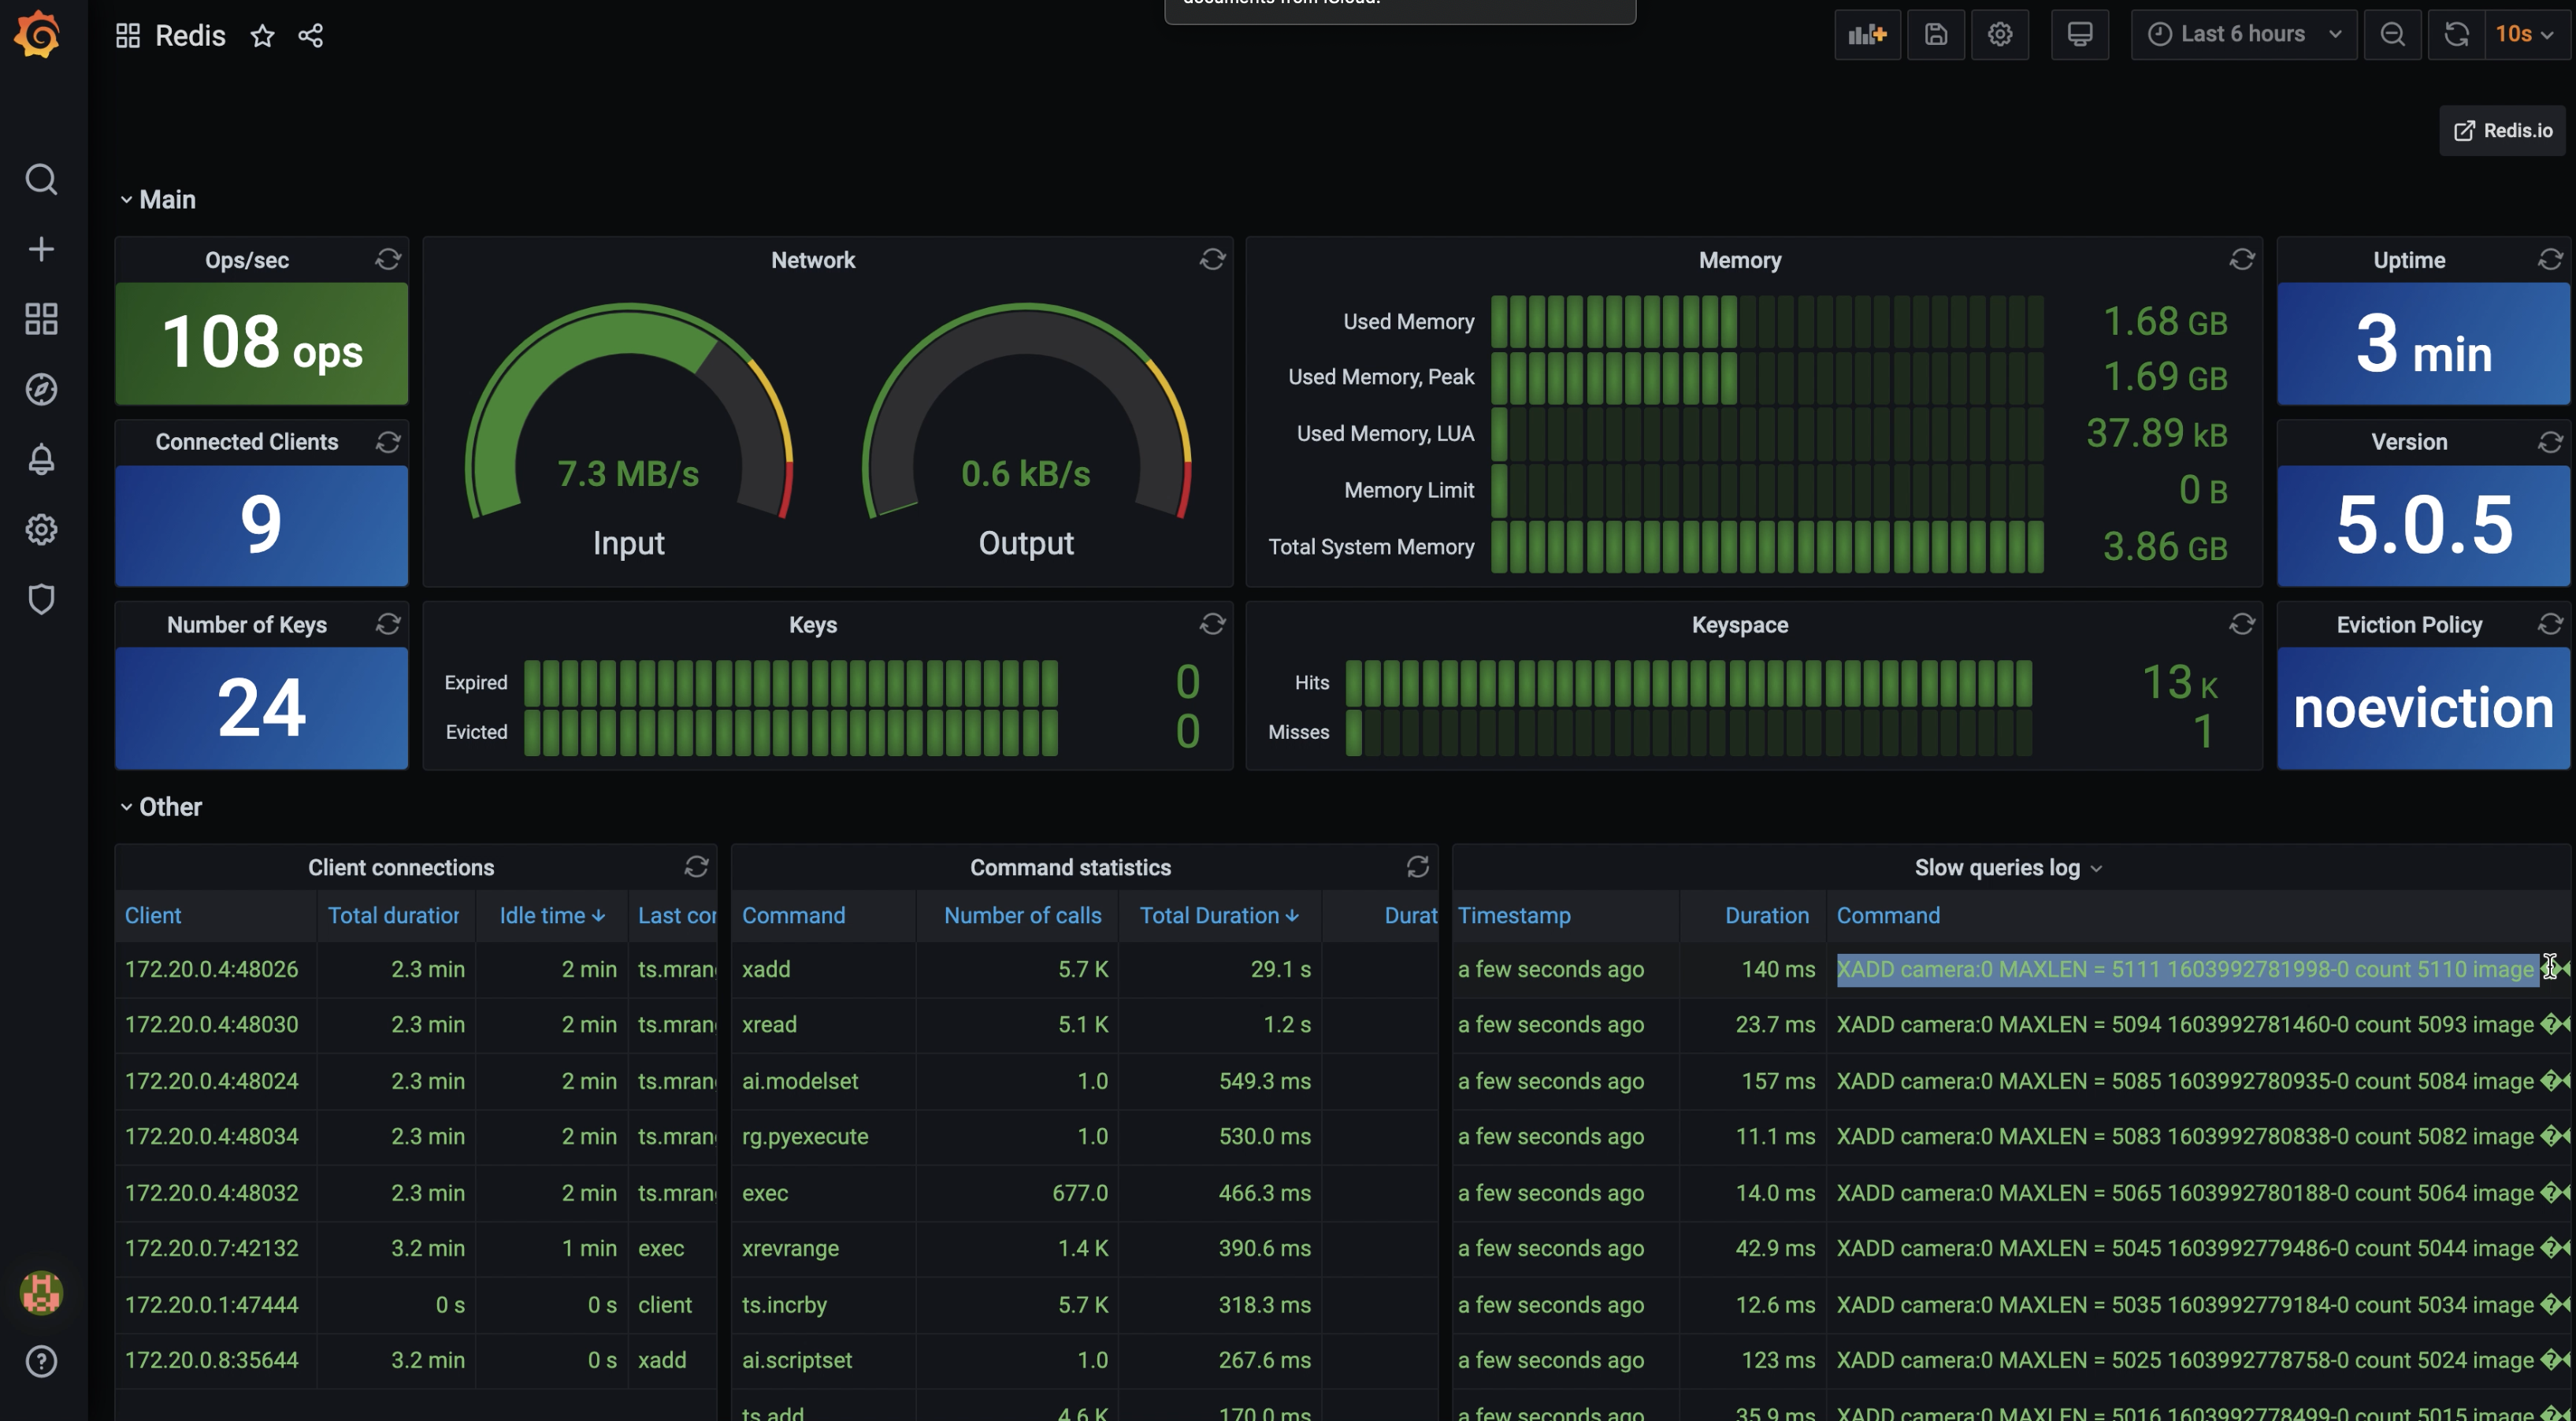 documents from iCloud.
Redis
Last 6 hours
10s
Redis.io
Main
Ops/sec
108 ops
Network
7.3 MB/s
Input
0.6 kB/s
Output
Memory
Used Memory 1.68 GB
Used Memory, Peak 1.69 GB
Used Memory, LUA 37.89 kB
Memory Limit 0 B
Total System Memory 3.86 GB
Uptime
3 min
Connected Clients
9
Version
5.0.5
Number of Keys
24
Keys
Expired 0
Evicted 0
Keyspace
Hits 13 K
Misses 1
Eviction Policy
noeviction
Other
Client connections
Client Total duration Idle time Last cor
172.20.0.4:48026 2.3 min 2 min ts.mran
172.20.0.4:48030 2.3 min 2 min ts.mran
172.20.0.4:48024 2.3 min 2 min ts.mran
172.20.0.4:48034 2.3 min 2 min ts.mran
172.20.0.4:48032 2.3 min 2 min ts.mran
172.20.0.7:42132 3.2 min 1 min exec
172.20.0.1:47444 0 s 0 s client
172.20.0.8:35644 3.2 min 0 s xadd
Command statistics
Command Number of calls Total Duration Durat
xadd 5.7 K 29.1 s
xread 5.1 K 1.2 s
ai.modelset 1.0 549.3 ms
rg.pyexecute 1.0 530.0 ms
exec 677.0 466.3 ms
xrevrange 1.4 K 390.6 ms
ts.incrby 5.7 K 318.3 ms
ai.scriptset 1.0 267.6 ms
ts.add 4.6 K 170.0 ms
Slow queries log
Timestamp Duration Command
a few seconds ago 140 ms XADD camera:0 MAXLEN = 5111 1603992781998-0 count 5110 image
a few seconds ago 23.7 ms XADD camera:0 MAXLEN = 5094 1603992781460-0 count 5093 image
a few seconds ago 157 ms XADD camera:0 MAXLEN = 5085 1603992780935-0 count 5084 image
a few seconds ago 11.1 ms XADD camera:0 MAXLEN = 5083 1603992780838-0 count 5082 image
a few seconds ago 14.0 ms XADD camera:0 MAXLEN = 5065 1603992780188-0 count 5064 image
a few seconds ago 42.9 ms XADD camera:0 MAXLEN = 5045 1603992779486-0 count 5044 image
a few seconds ago 12.6 ms XADD camera:0 MAXLEN = 5035 1603992779184-0 count 5034 image
a few seconds ago 123 ms XADD camera:0 MAXLEN = 5025 1603992778758-0 count 5024 image
a few seconds ago 35.9 ms XADD camera:0 MAXLEN = 5016 1603992778499-0 count 5015 image